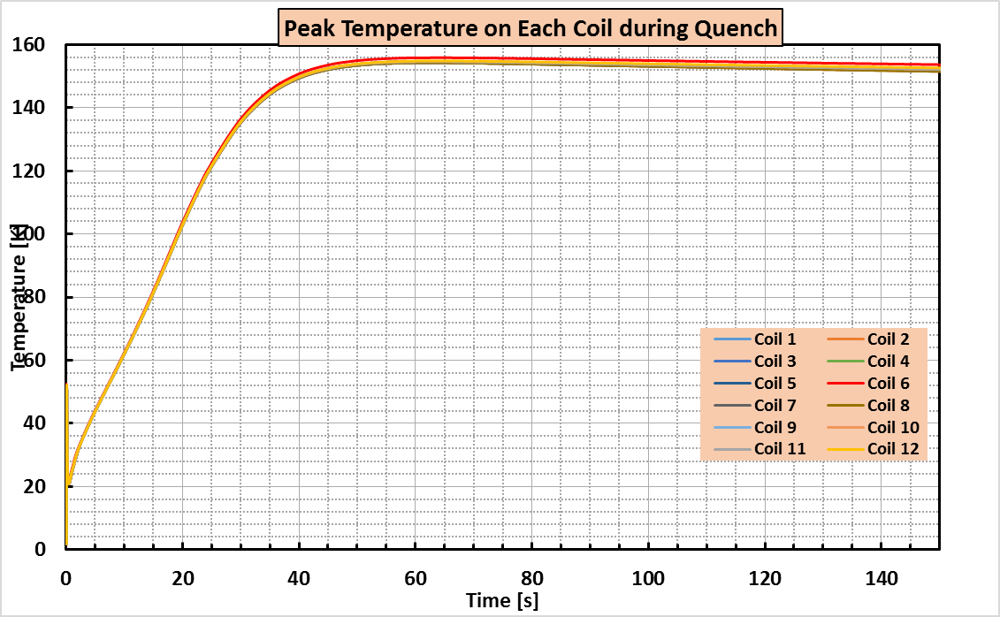 Peak Temperature on Each Coil during Quench
160
140
120
100
80
60
40
20
0
Temperature [K]
0 20 40 60 80 100 120 140
Time [s]
Coil 1 Coil 2
Coil 3 Coil 4
Coil 5 Coil 6
Coil 7 Coil 8
Coil 9 Coil 10
Coil 11 Coil 12